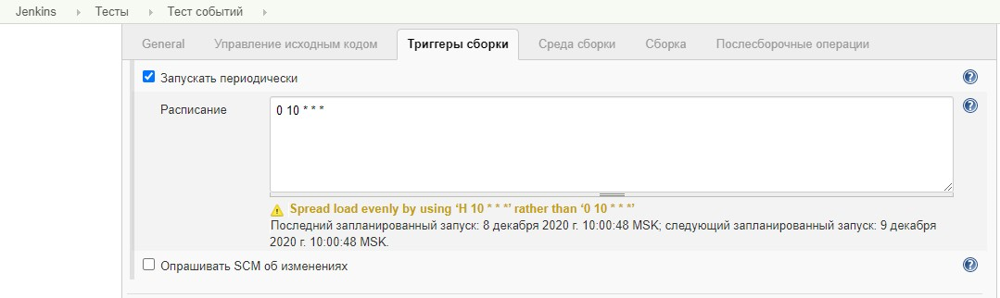 Jenkins Тесты Тест событий
General Управление исходным кодом Триггеры сборки Среда сборки Сборка Послесборочные операции
Запускать периодически
Расписание 0 10 * * *
Spread load evenly by using ‘H 10 * * *’ rather than ‘0 10 * * *’
Последний запланированный запуск: 8 декабря 2020 г. 10:00:48 MSK; следующий запланированный запуск: 9 декабря
2020 г. 10:00:48 MSK.
Опрашивать SCM об изменениях